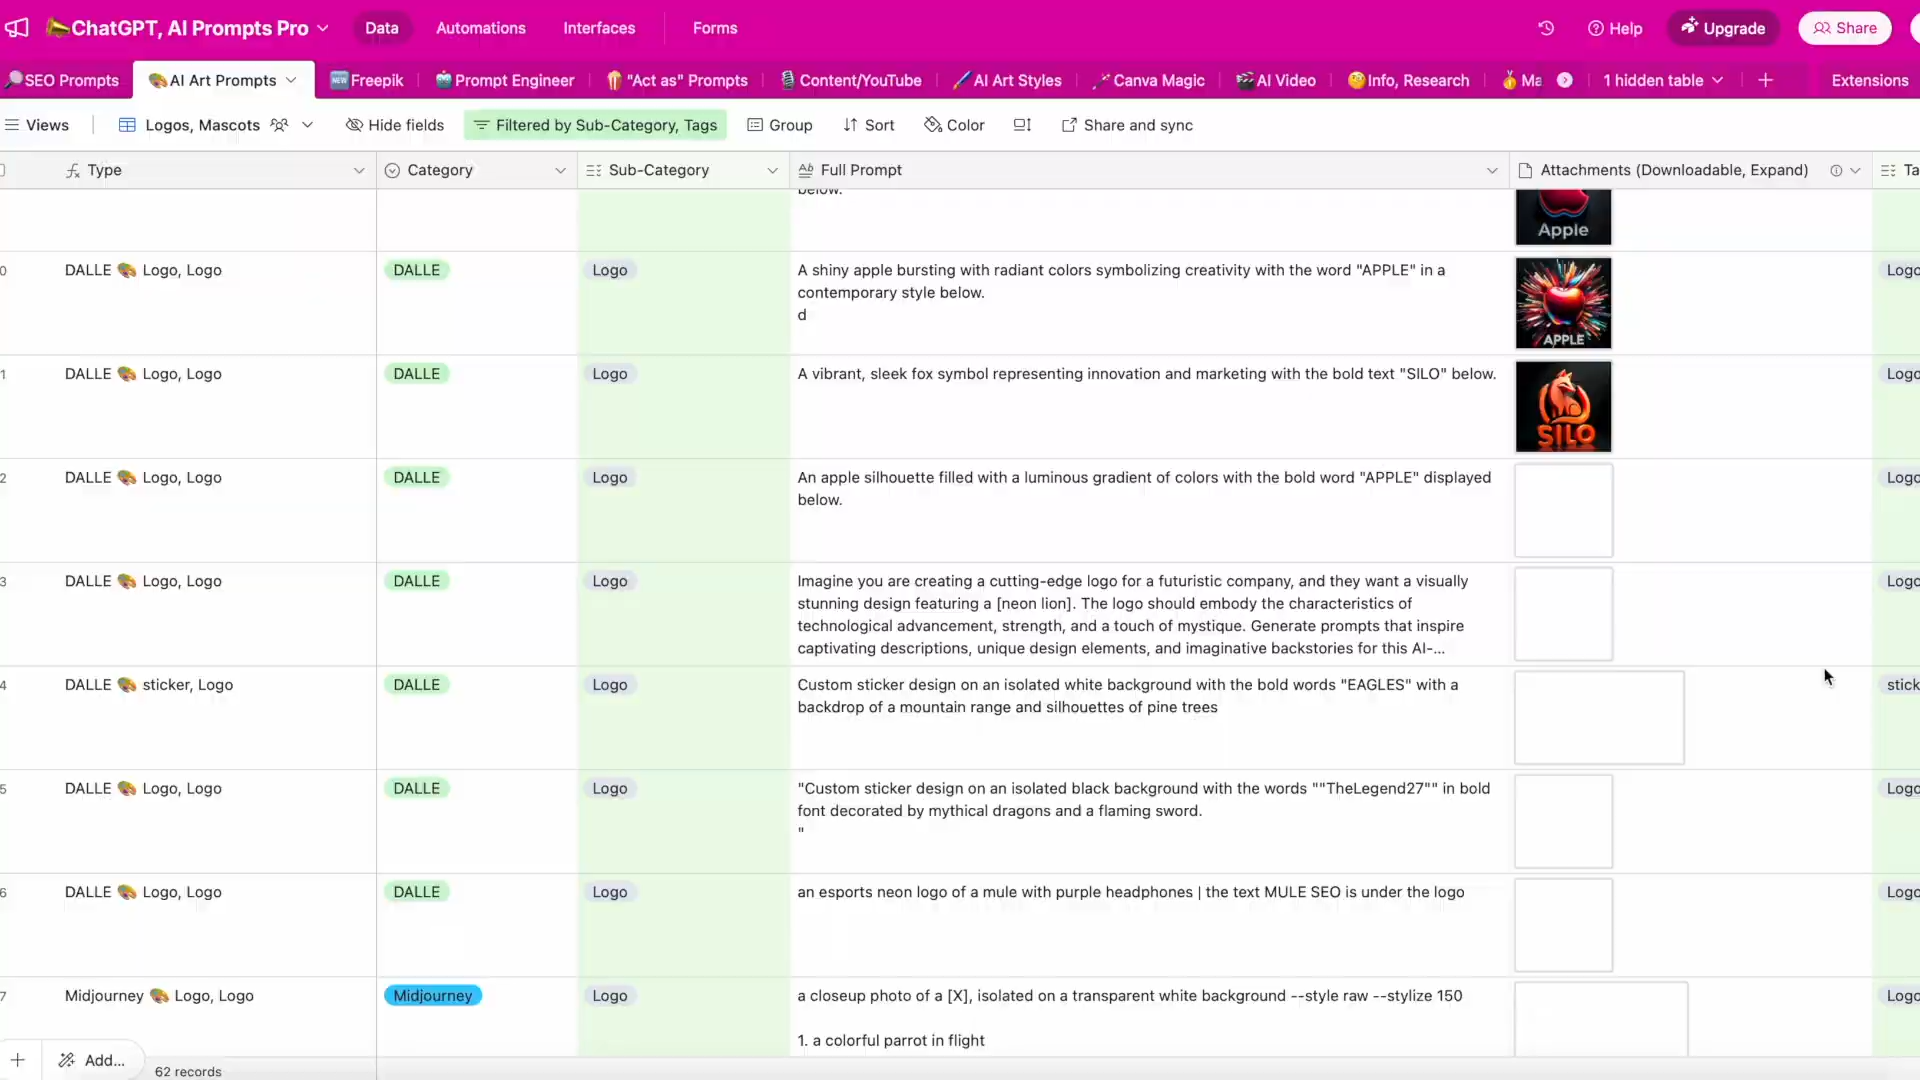 ChatGPT, AI Prompts Pro
Data
Automations
Interfaces
Forms
Help
Upgrade
Share
SEO Prompts
AI Art Prompts
Freepik
Prompt Engineer
"Act as" Prompts
Content/YouTube
AI Art Styles
Canva Magic
AI Video
Info, Research
Ma
1 hidden table
Extensions
Views
Logos, Mascots
Hide fields
Filtered by Sub-Category, Tags
Group
Sort
Color
Share and sync
Type
Category
Sub-Category
Full Prompt
Attachments (Downloadable, Expand)
Ta
below.
Apple
0
DALLE 🎨 Logo, Logo
DALLE
Logo
A shiny apple bursting with radiant colors symbolizing creativity with the word "APPLE" in a
contemporary style below.
d
APPLE
Logo
1
DALLE 🎨 Logo, Logo
DALLE
Logo
A vibrant, sleek fox symbol representing innovation and marketing with the bold text "SILO" below.
SILO
Logo
2
DALLE 🎨 Logo, Logo
DALLE
Logo
An apple silhouette filled with a luminous gradient of colors with the bold word "APPLE" displayed
below.
Logo
3
DALLE 🎨 Logo, Logo
DALLE
Logo
Imagine you are creating a cutting-edge logo for a futuristic company, and they want a visually
stunning design featuring a [neon lion]. The logo should embody the characteristics of
technological advancement, strength, and a touch of mystique. Generate prompts that inspire
captivating descriptions, unique design elements, and imaginative backstories for this AI-...
Logo
4
DALLE 🎨 sticker, Logo
DALLE
Logo
Custom sticker design on an isolated white background with the bold words "EAGLES" with a
backdrop of a mountain range and silhouettes of pine trees
stick
5
DALLE 🎨 Logo, Logo
DALLE
Logo
"Custom sticker design on an isolated black background with the words ""TheLegend27"" in bold
font decorated by mythical dragons and a flaming sword.
"
Logo
6
DALLE 🎨 Logo, Logo
DALLE
Logo
an esports neon logo of a mule with purple headphones | the text MULE SEO is under the logo
Logo
7
Midjourney 🎨 Logo, Logo
Midjourney
Logo
a closeup photo of a [X], isolated on a transparent white background --style raw --stylize 150
1. a colorful parrot in flight
Logo
Add...
62 records